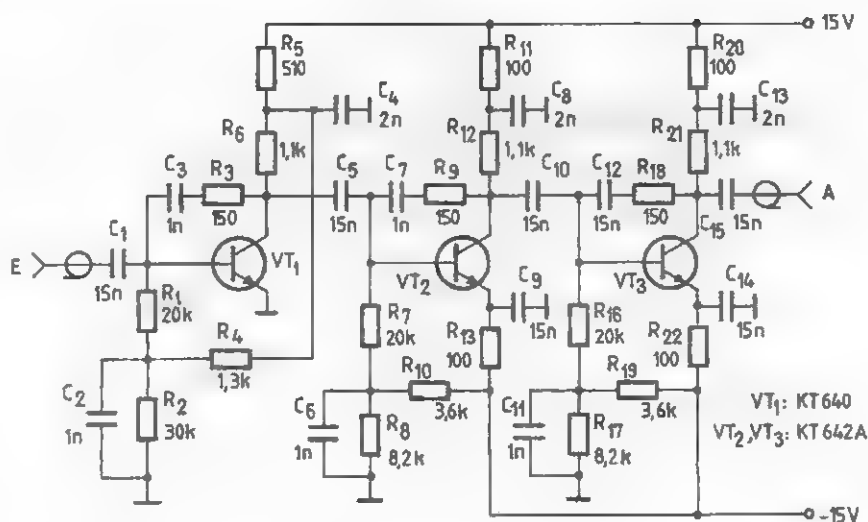 15V
R5
510
R11
100
R20
100
C4
2n
C8
2n
C13
2n
R6
1,1k
R12
1,1k
R21
1,1k
C3
1n
R3
150
C5
15n
C7
1n
R9
150
C10
15n
C12
15n
R18
150
C15
15n
A
E
C1
15n
VT1
VT2
VT3
C9
15n
C14
15n
R1
20k
R7
20k
R13
100
R16
20k
R22
100
R4
1,3k
R10
3,6k
R19
3,6k
C2
1n
R2
30k
C6
1n
R8
8,2k
C11
1n
R17
8,2k
VT1: KT640
VT2,VT3: KT642A
-15V